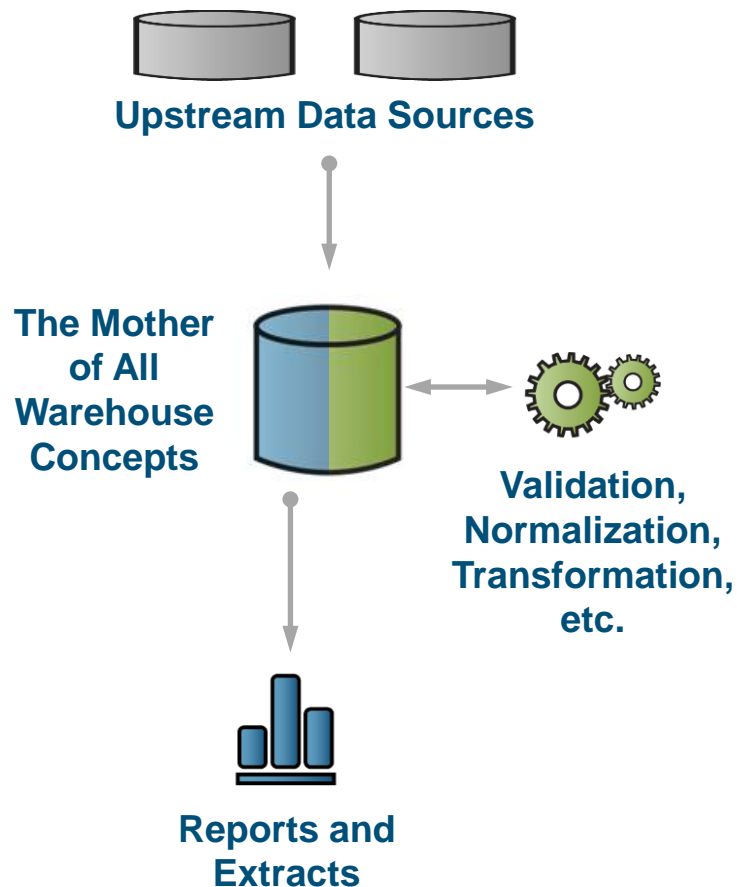 Upstream Data Sources
The Mother
of All
Warehouse
Concepts
Validation,
Normalization,
Transformation,
etc.
Reports and
Extracts